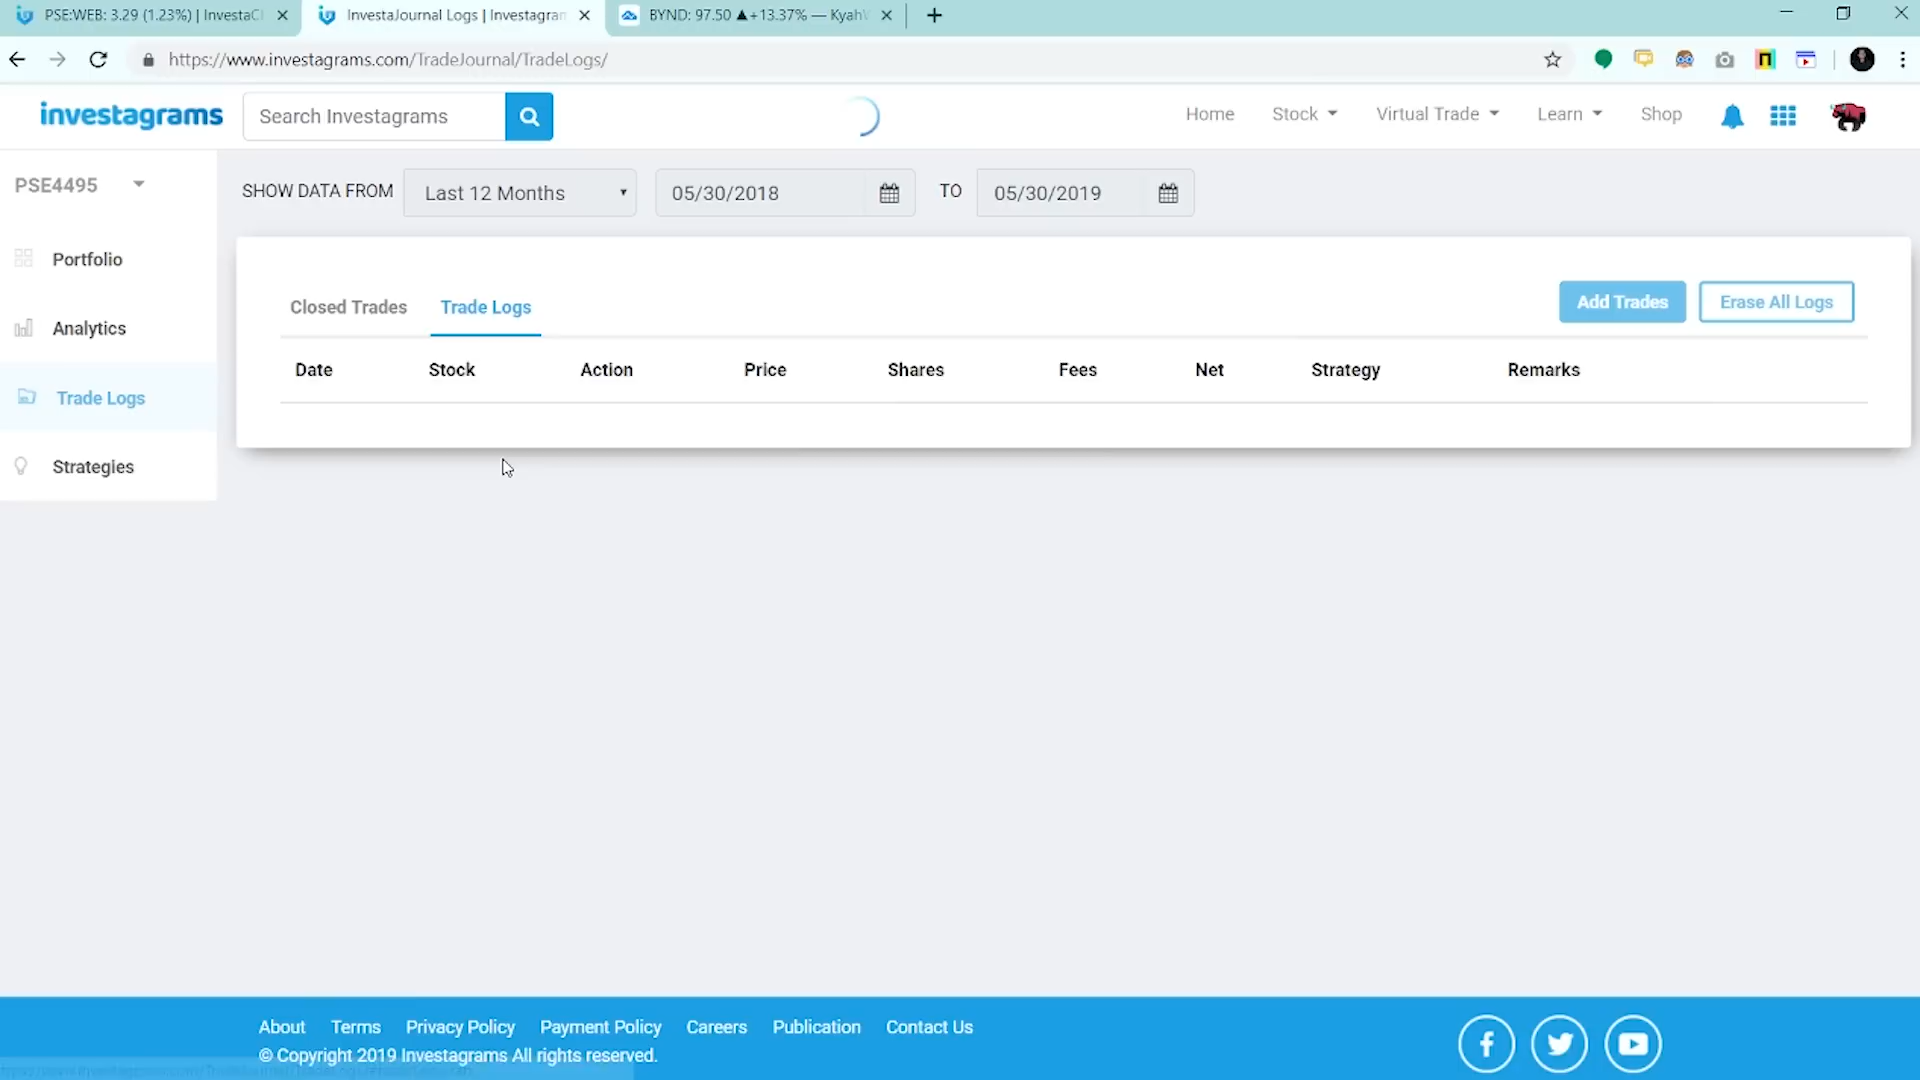 PSE:WEB: 3.29 (1.23%) | InvestaC
InvestaJournal Logs | Investagram
BYND: 97.50 ▲+13.37% — KyahW
https://www.investagrams.com/TradeJournal/TradeLogs/
investagrams
Search Investagrams
Home
Stock
Virtual Trade
Learn
Shop
PSE4495
SHOW DATA FROM
Last 12 Months
05/30/2018
TO
05/30/2019
Portfolio
Analytics
Trade Logs
Strategies
Closed Trades
Trade Logs
Add Trades
Erase All Logs
Date Stock Action Price Shares Fees Net Strategy Remarks
About Terms Privacy Policy Payment Policy Careers Publication Contact Us
© Copyright 2019 Investagrams All rights reserved.